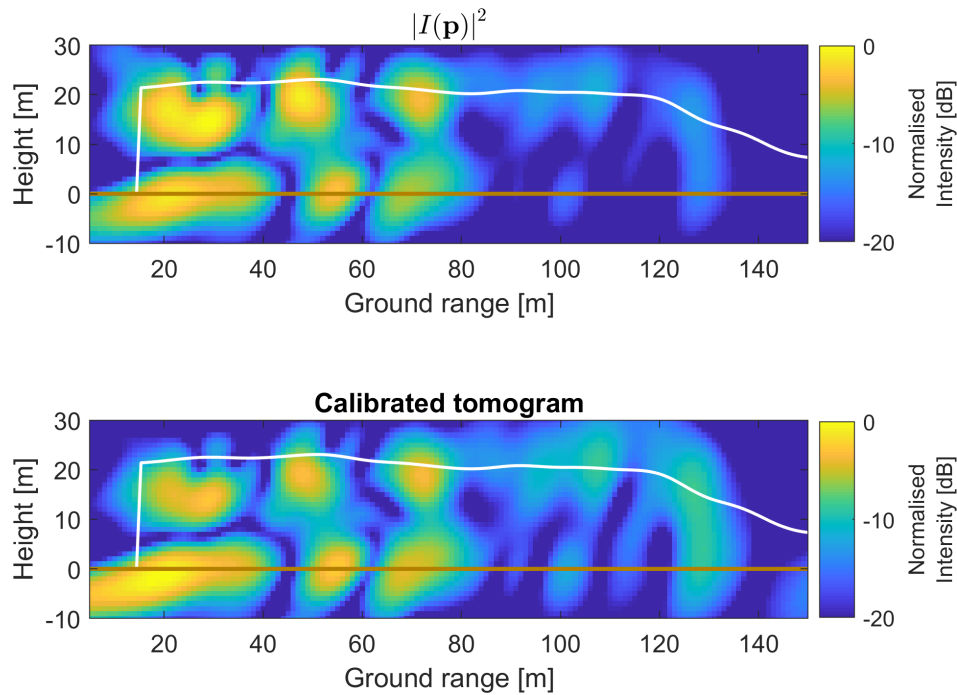 |I(𝐩)|²
30
20
10
0
-10
Height [m]
20 40 60 80 100 120 140
Ground range [m]
0
-10
-20
Normalised
Intensity [dB]
Calibrated tomogram
30
20
10
0
-10
Height [m]
20 40 60 80 100 120 140
Ground range [m]
0
-10
-20
Normalised
Intensity [dB]